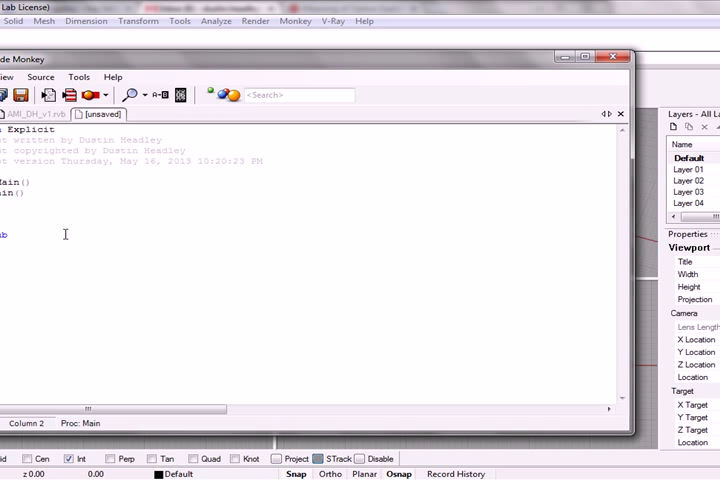 Lab License)
Solid Mesh Dimension Transform Tools Analyze Render Monkey V-Ray Help
de Monkey
iew Source Tools Help
A-B <Search>
AMI_DH_v1.rvb [unsaved]
n Explicit
t written by Dustin Headley
t copyrighted by Dustin Headley
t version Thursday, May 16, 2013 10:20:23 PM
Main()
ain()
ub
Column 2 Proc: Main
Layers - All La
Name
Default
Layer 01
Layer 02
Layer 03
Layer 04
Properties
Viewport
Title
Width
Height
Projection
Camera
Lens Length
X Location
Y Location
Z Location
Location
Target
X Target
Y Target
Z Target
Location
id Cen Int Perp Tan Quad Knot Project STrack Disable
z 0.00 0.00 Default Snap Ortho Planar Osnap Record History